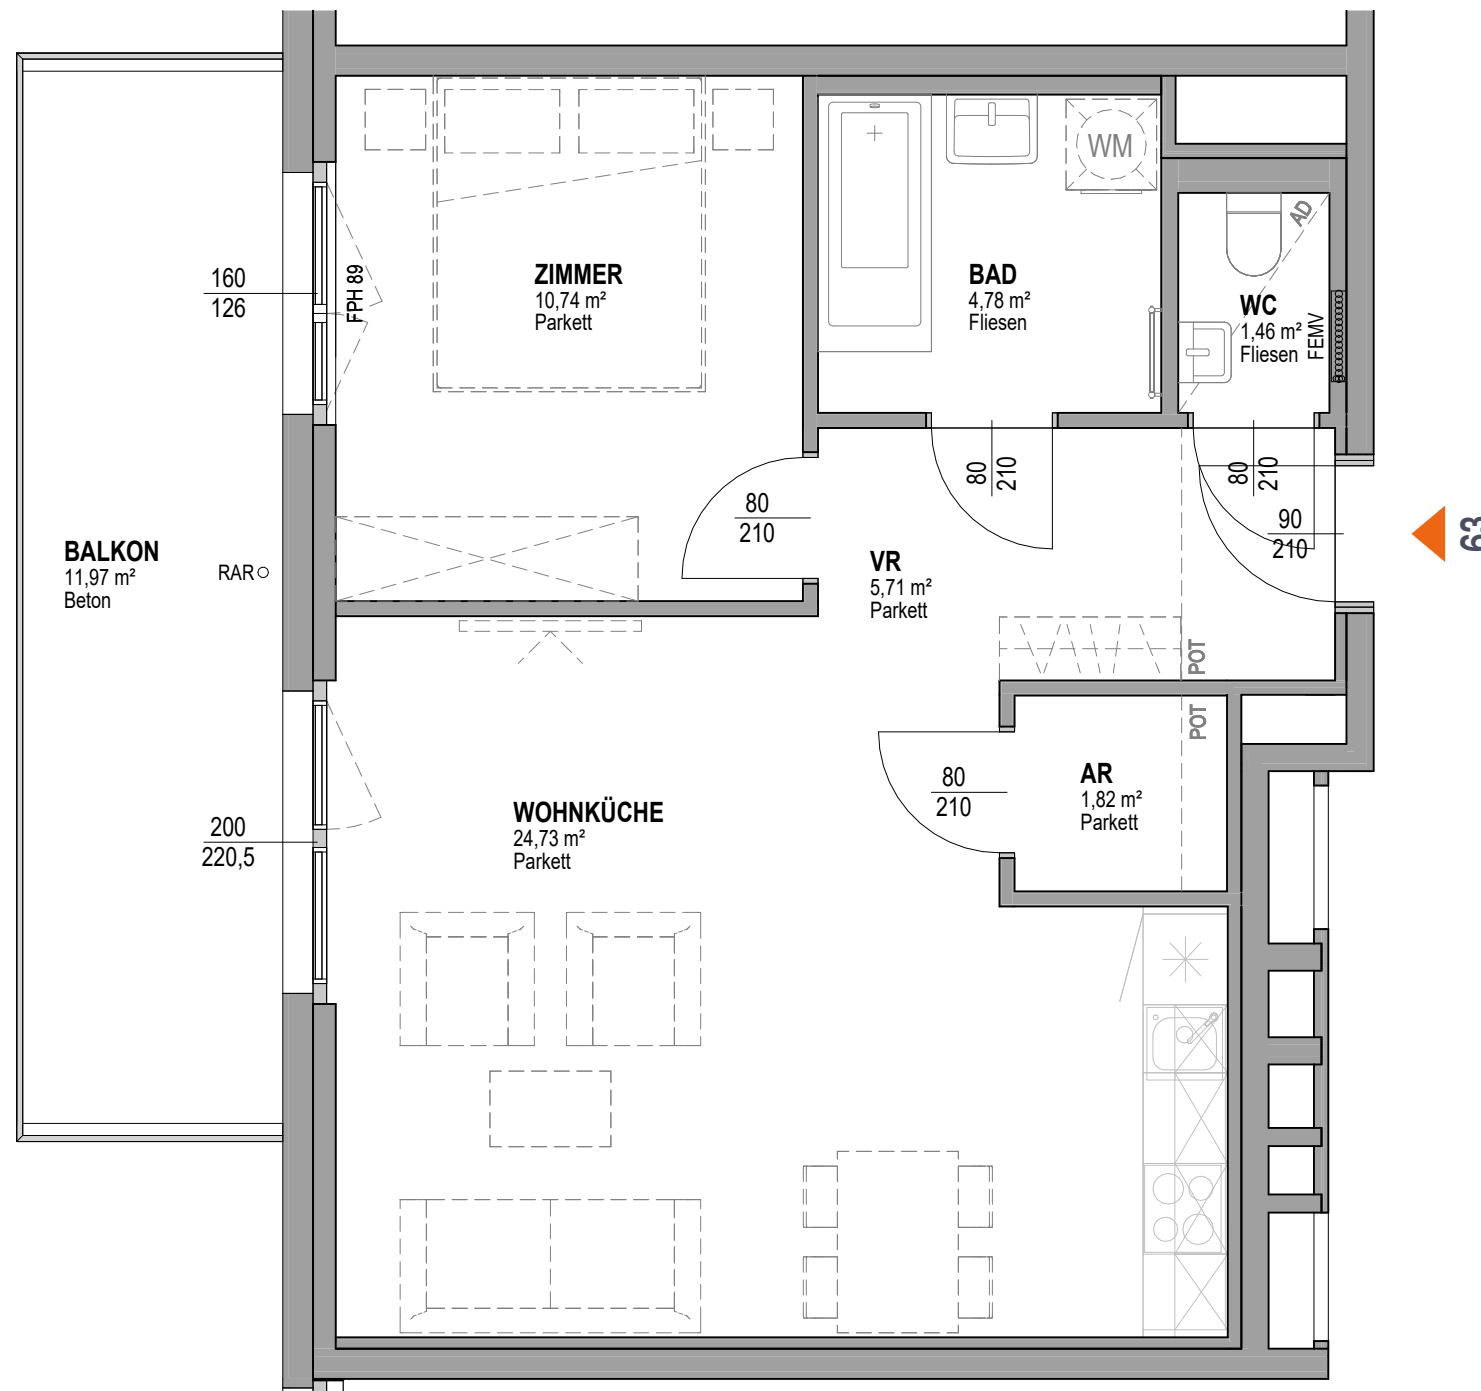 WM
AD
ZIMMER
10,74 m²
Parkett
BAD
4,78 m²
Fliesen
WC
1,46 m²
Fliesen
FEMV
160
126
FPH 89
80
210
80
210
80
210
90
210
63
BALKON
11,97 m²
Beton
RAR
VR
5,71 m²
Parkett
POT
POT
AR
1,82 m²
Parkett
80
210
WOHNKÜCHE
24,73 m²
Parkett
200
220,5